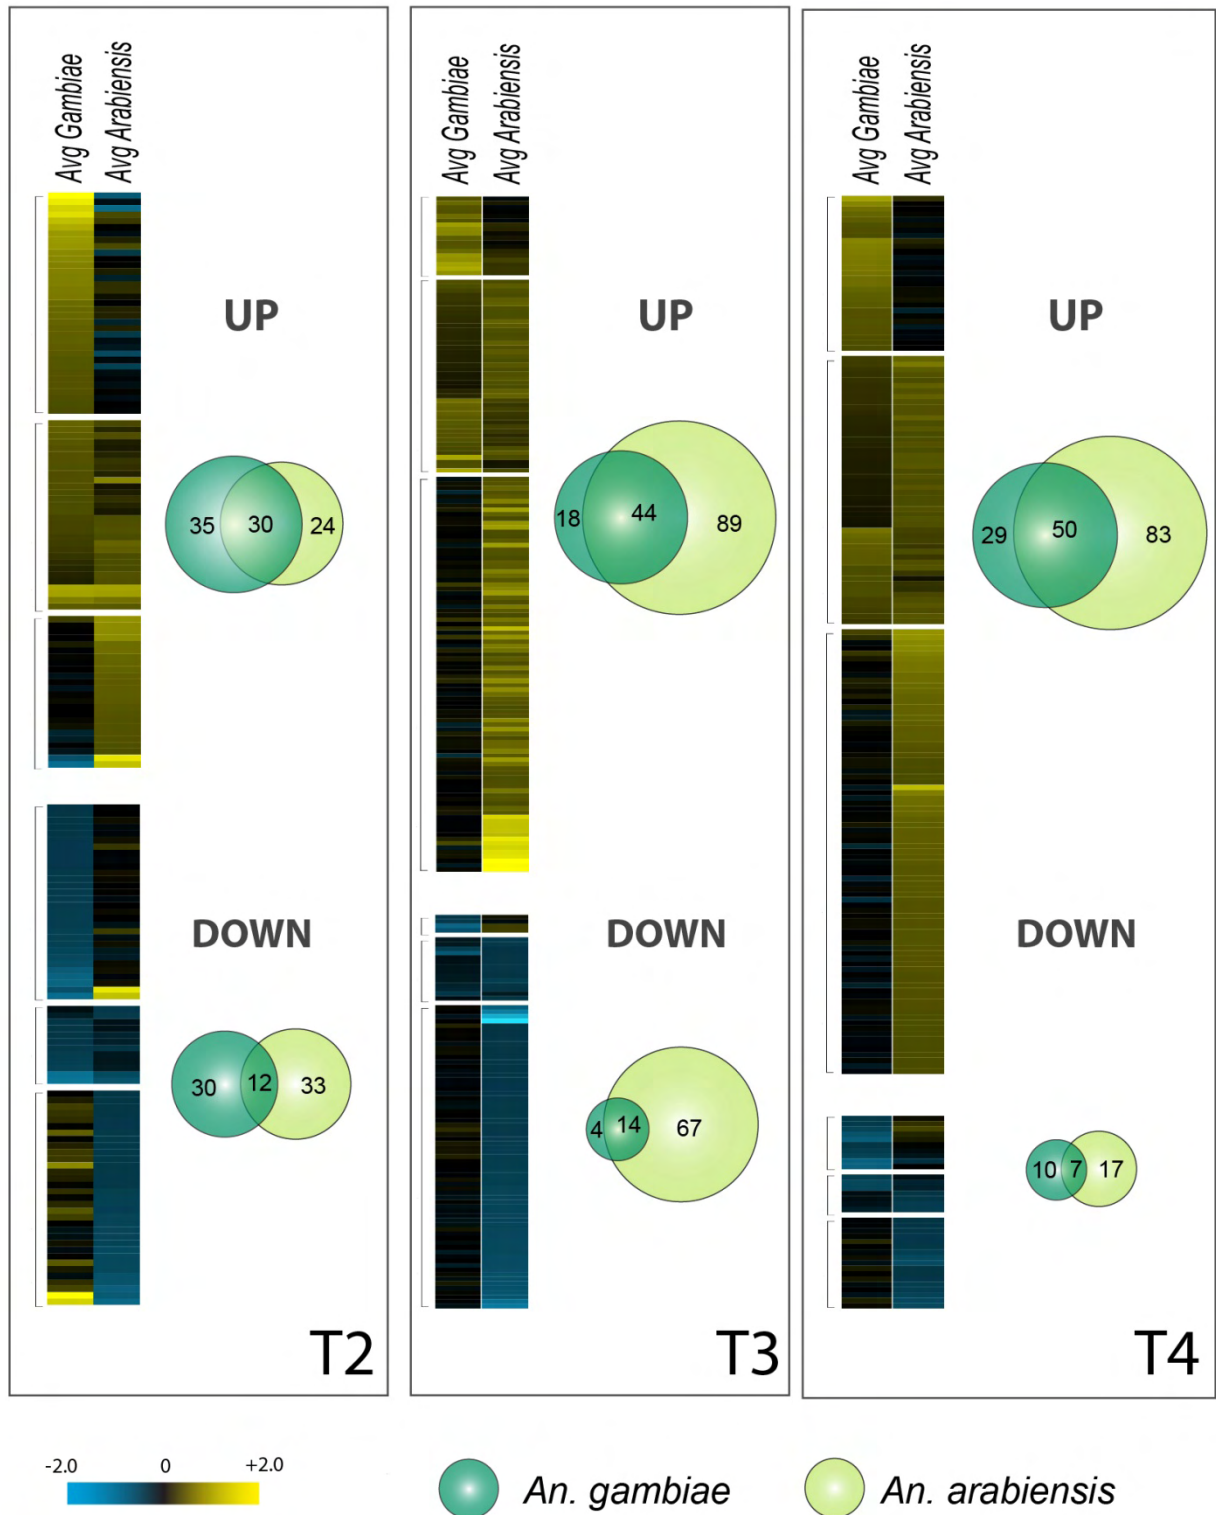 Avg Gambiae
Avg Arabiensis
UP
35 30 24
DOWN
30 12 33
T2
Avg Gambiae
Avg Arabiensis
UP
18 44 89
DOWN
4 14 67
T3
Avg Gambiae
Avg Arabiensis
UP
29 50 83
DOWN
10 7 17
T4
-2.0 0 +2.0
An. gambiae
An. arabiensis